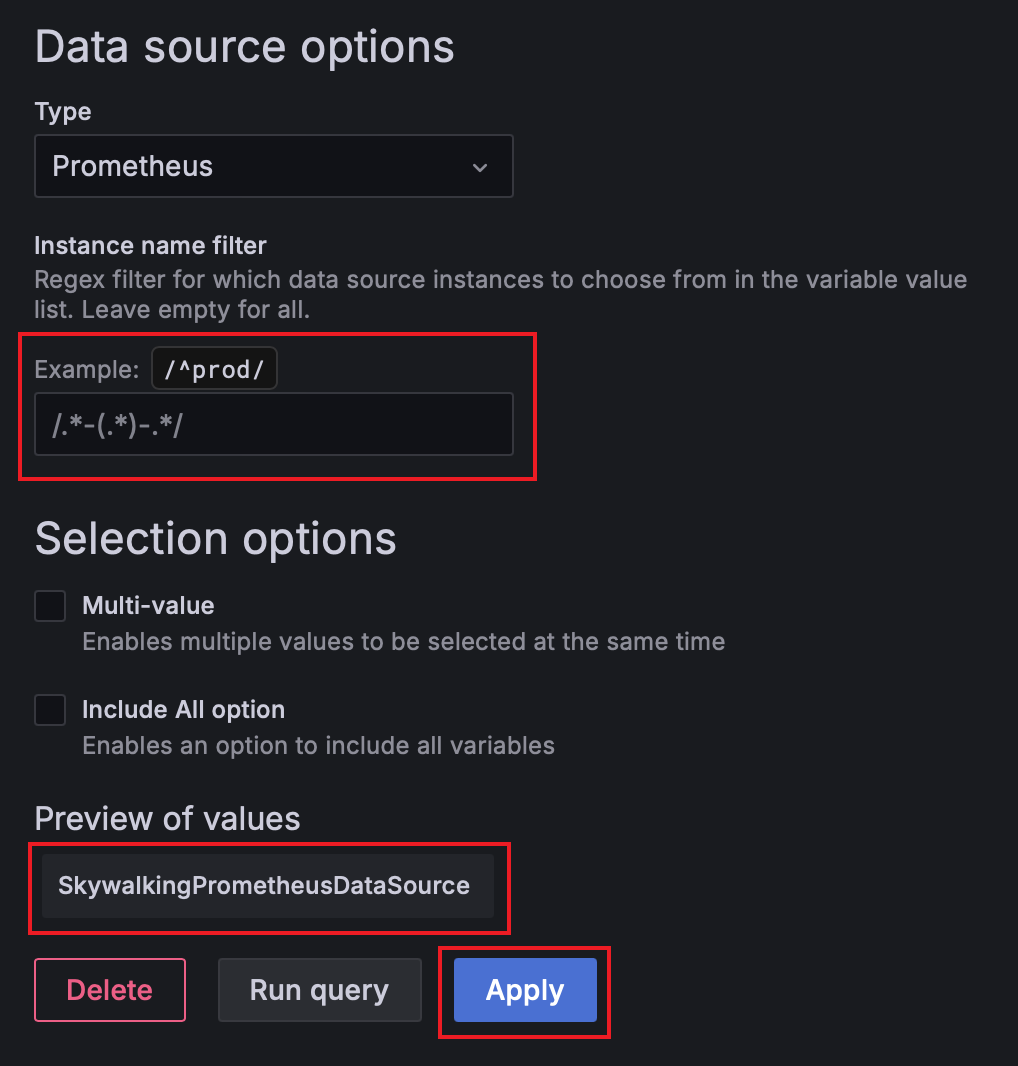 Data source options
Type
Prometheus
Instance name filter
Regex filter for which data source instances to choose from in the variable value
list. Leave empty for all.
Example: /^prod/
/.*-(.*)-.*/
Selection options
Multi-value
Enables multiple values to be selected at the same time
Include All option
Enables an option to include all variables
Preview of values
SkywalkingPrometheusDataSource
Delete Run query Apply